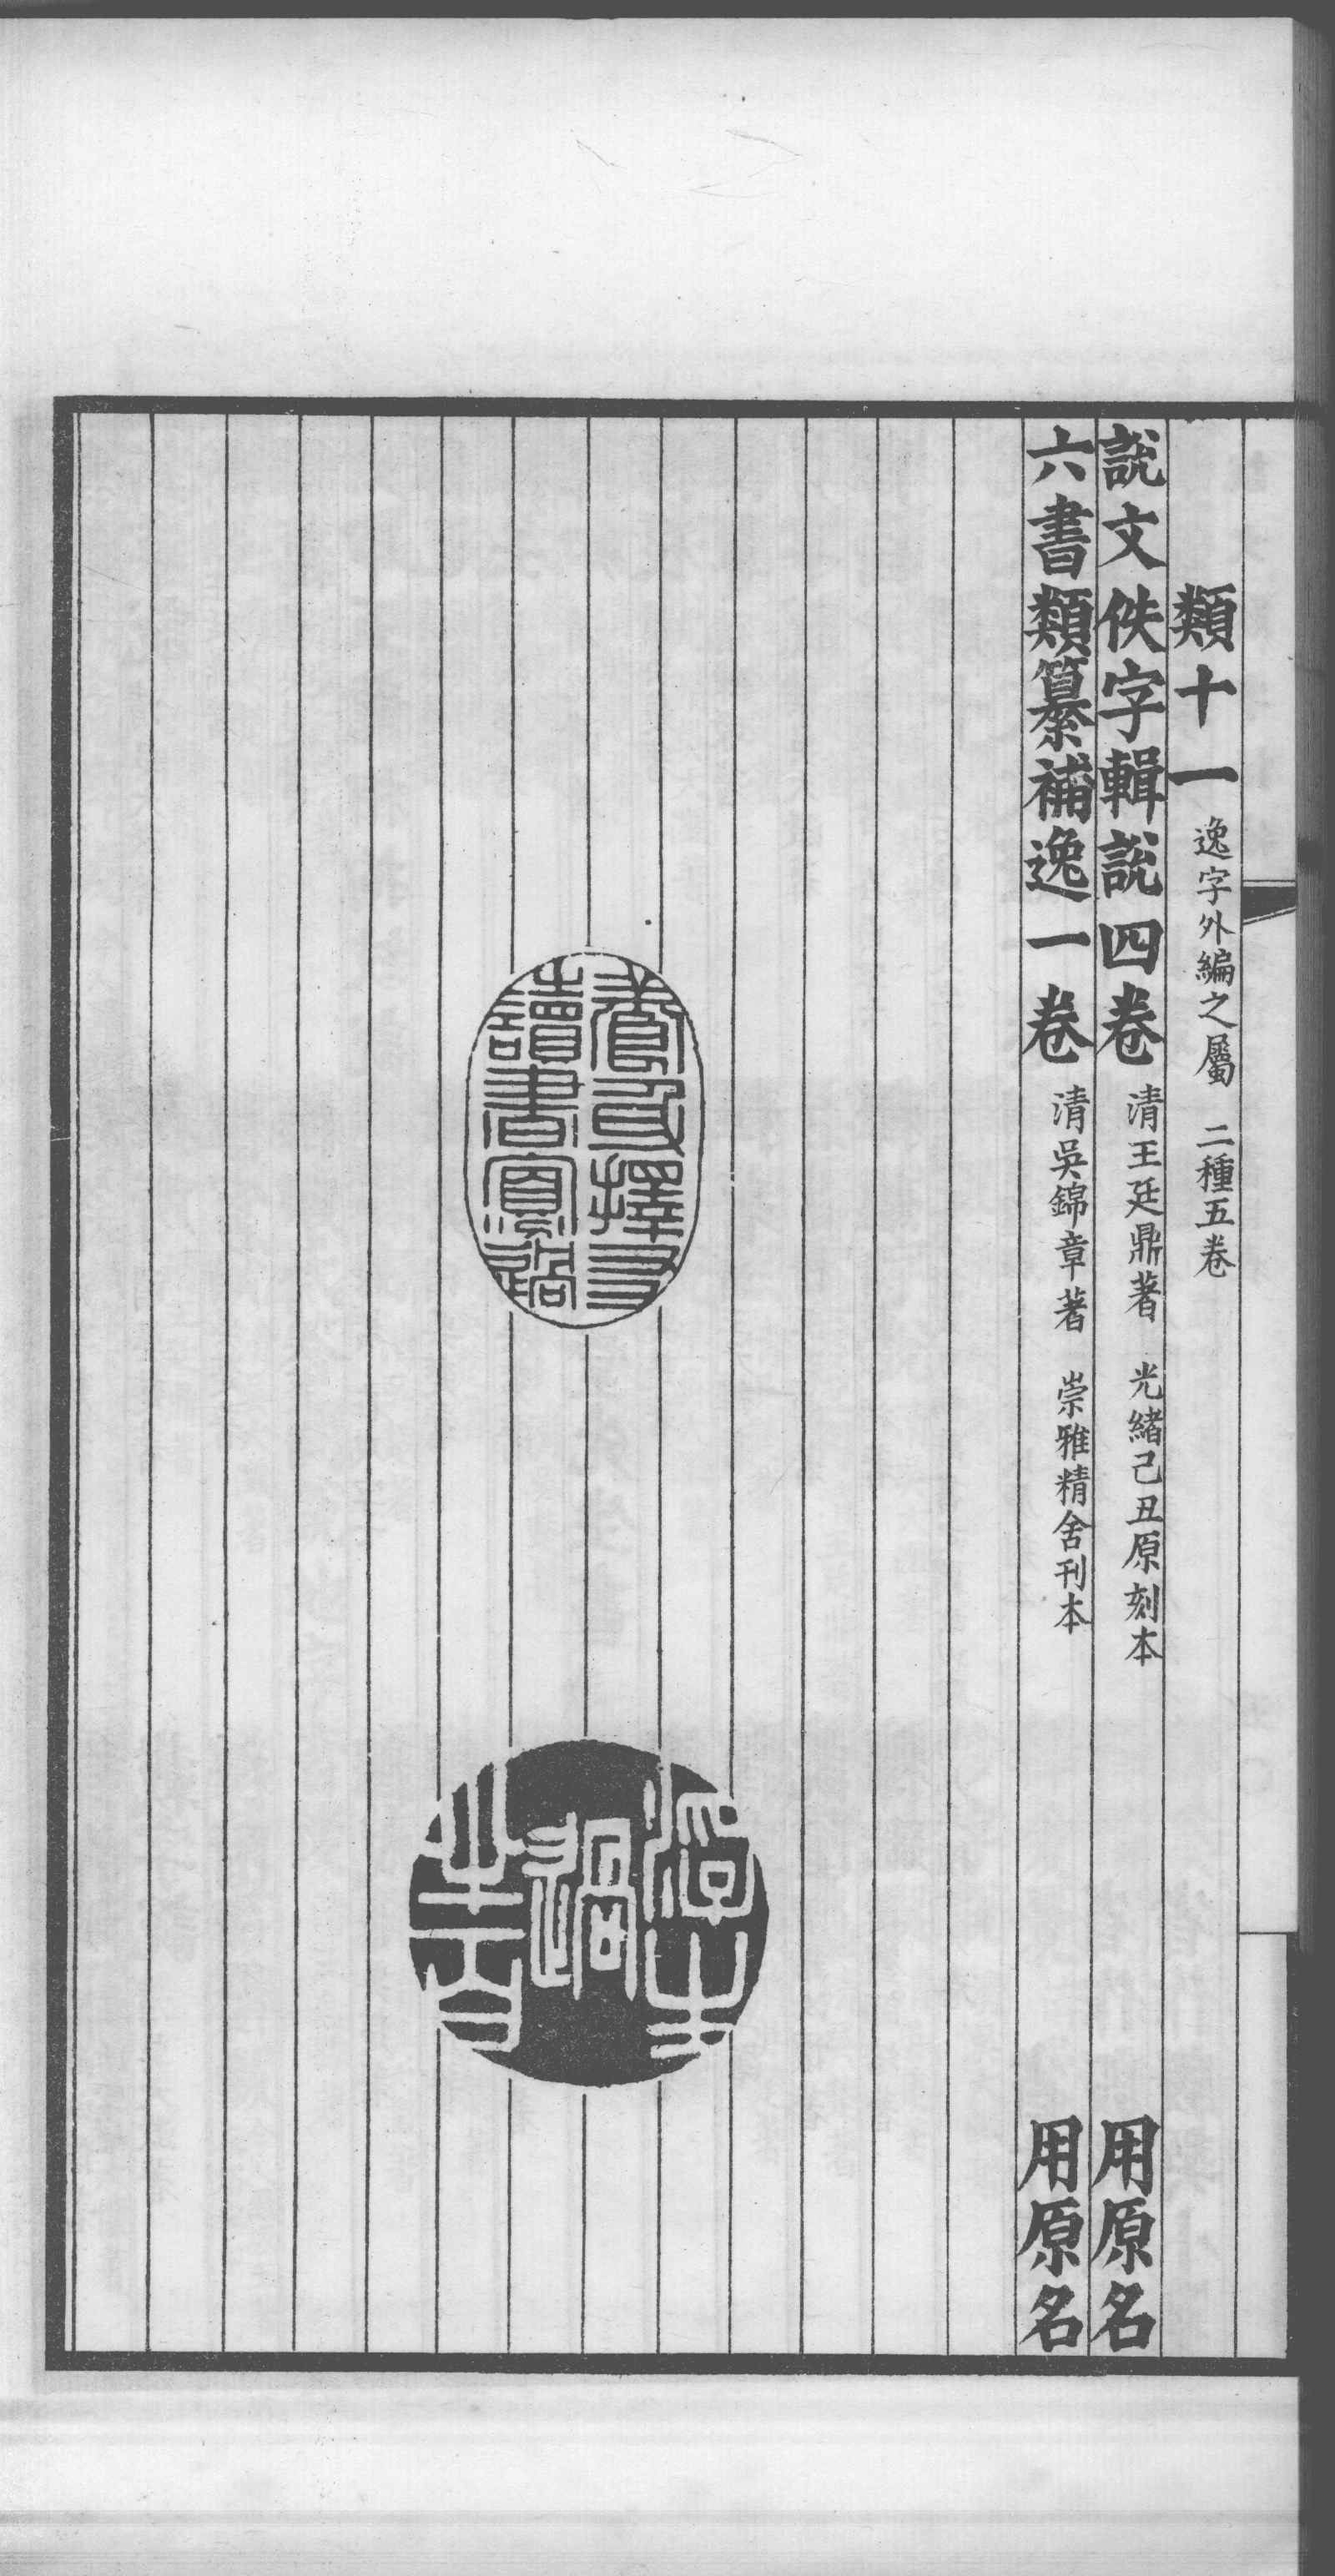 類十一 逸字外編之屬 二種五卷
說文佚字輯說四卷 清王廷鼎著 光緒己丑原刻本 用原名
六書類纂補逸一卷 清吳錦章著 崇雅精舍刊本 用原名
讀書